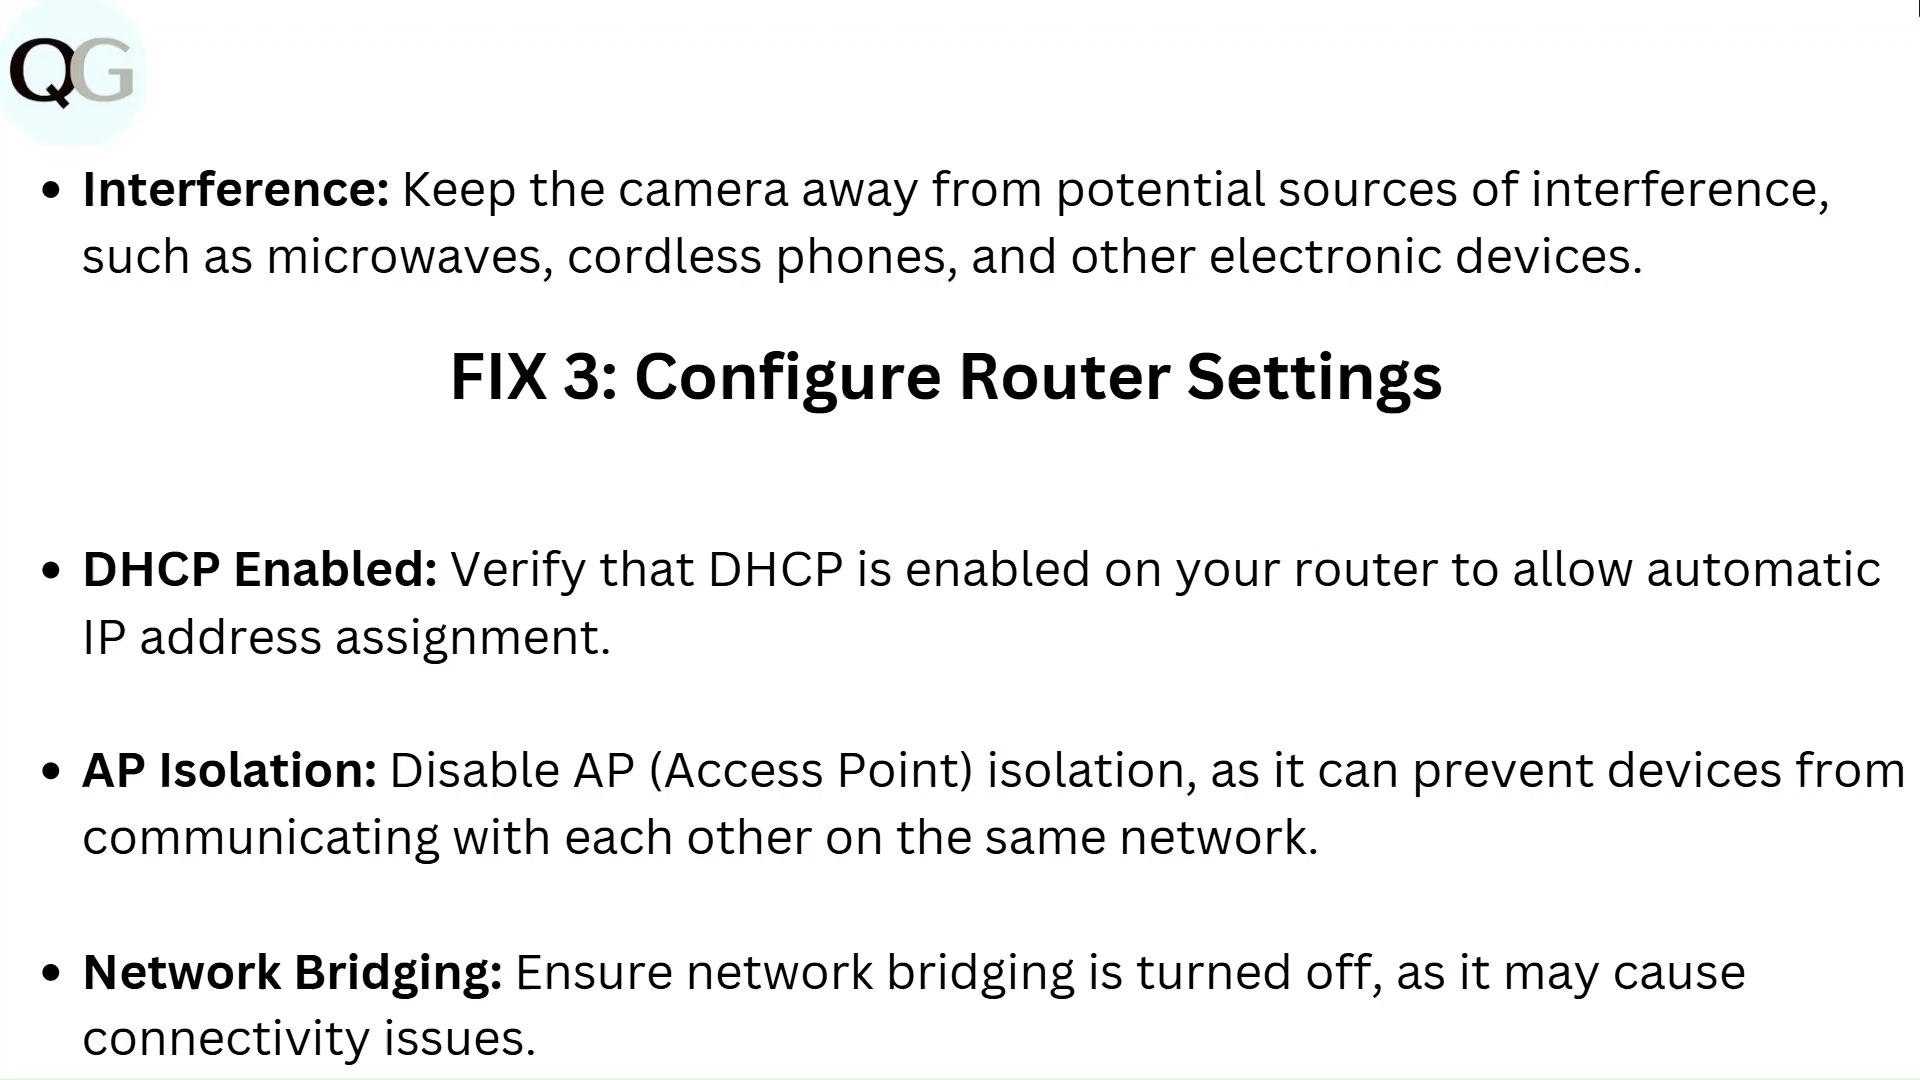 QG
• Interference: Keep the camera away from potential sources of interference,
such as microwaves, cordless phones, and other electronic devices.
FIX 3: Configure Router Settings
• DHCP Enabled: Verify that DHCP is enabled on your router to allow automatic
IP address assignment.
• AP Isolation: Disable AP (Access Point) isolation, as it can prevent devices from
communicating with each other on the same network.
• Network Bridging: Ensure network bridging is turned off, as it may cause
connectivity issues.